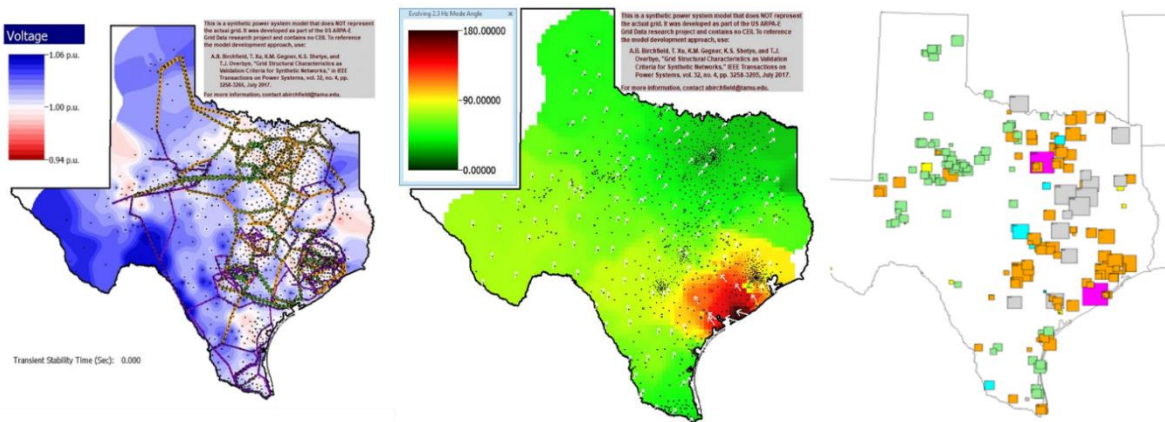 Voltage
1.06 p.u.
1.00 p.u.
0.94 p.u.
This is a synthetic power system model that does NOT represent
the actual grid. It was developed as part of the US ARPA-E
Grid Data research project and contains no CEII. To reference
the model development approach, use:
A.B. Birchfield, T. Xu, K.M. Gegner, K.S. Shetye, and
T.J. Overbye, "Grid Structural Characteristics as
Validation Criteria for Synthetic Networks," in IEEE
Transactions on Power Systems, vol. 32, no. 4, pp.
3258-3265, July 2017.
For more information, contact abirchfield@tamu.edu.
Transient Stability Time (Sec): 0.000
Evolving 2.3 Hz Mode Angle
180.00000
90.00000
0.00000
This is a synthetic power system model that does NOT represent
the actual grid. It was developed as part of the US ARPA-E
Grid Data research project and contains no CEII. To reference
the model development approach, use:
A.B. Birchfield, T. Xu, K.M. Gegner, K.S. Shetye, and T.J.
Overbye, "Grid Structural Characteristics as Validation
Criteria for Synthetic Networks," in IEEE Transactions
on Power Systems, vol. 32, no. 4, pp. 3258-3265, July 2017.
For more information, contact abirchfield@tamu.edu.